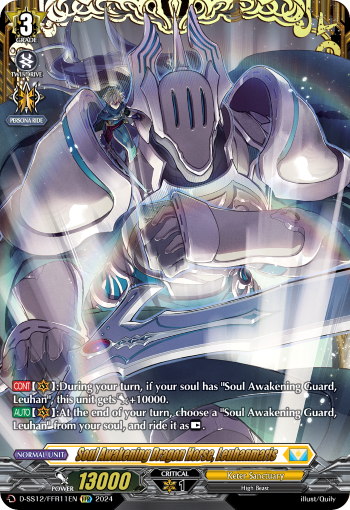 3
GRADE
TWIN DRIVE
PERSONA RIDE
CONT【】:During your turn, if your soul has "Soul Awakening Guard,
Leuhan", this unit gets +10000.
AUTO【】:At the end of your turn, choose a "Soul Awakening Guard,
Leuhan" from your soul, and ride it as .
NORMAL UNIT
Soul Awakening Dragon Horse, Leuhanmarts
POWER 13000
CRITICAL
1
Keter Sanctuary
High Beast
D-SS12/FFR11EN FFR 2024
illust/Quily